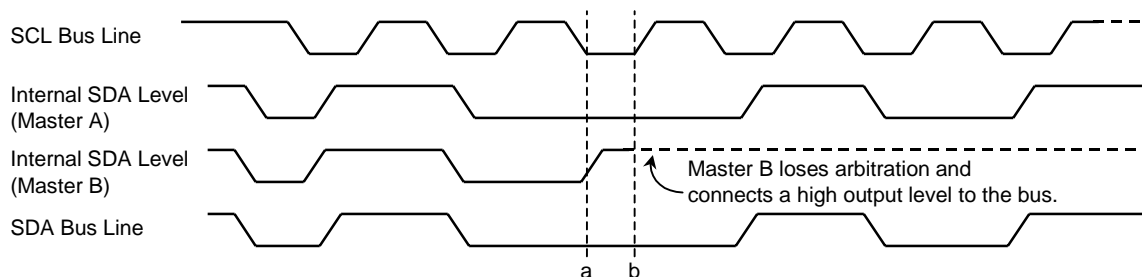 SCL Bus Line
Internal SDA Level
(Master A)
Internal SDA Level
(Master B)
Master B loses arbitration and
connects a high output level to the bus.
SDA Bus Line
a
b